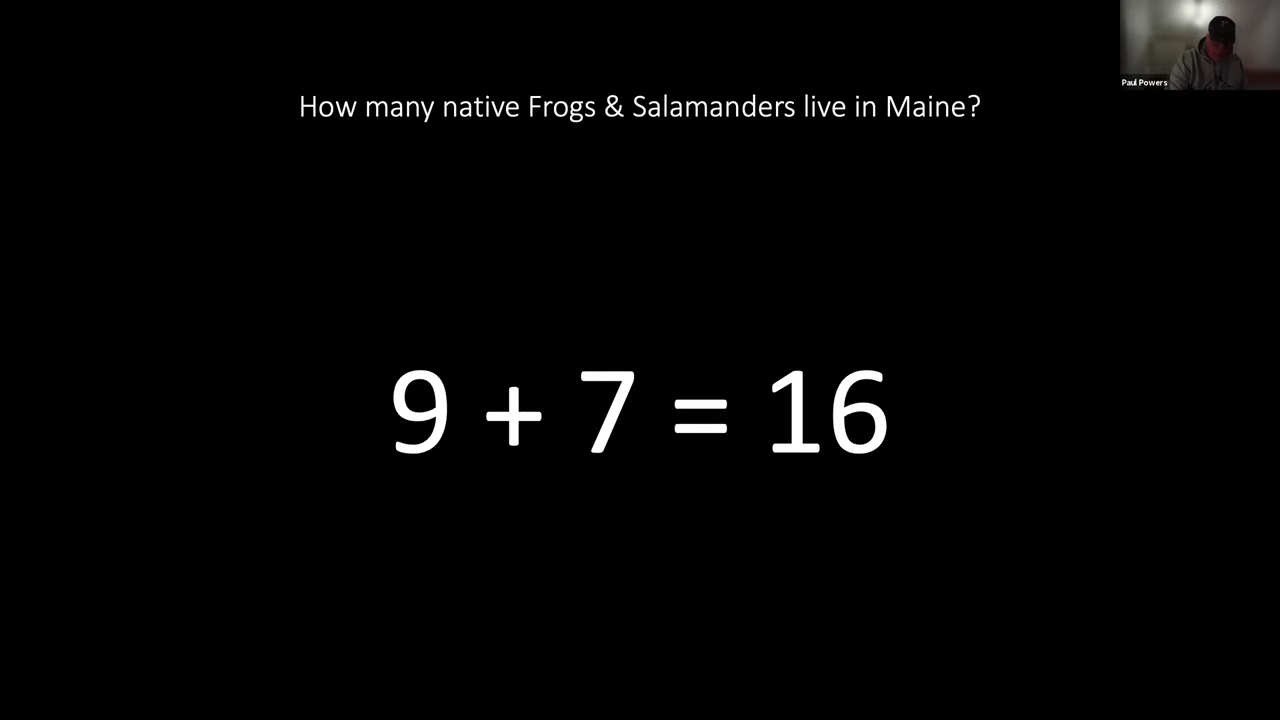 Paul Powers
How many native Frogs & Salamanders live in Maine?
9 + 7 = 16